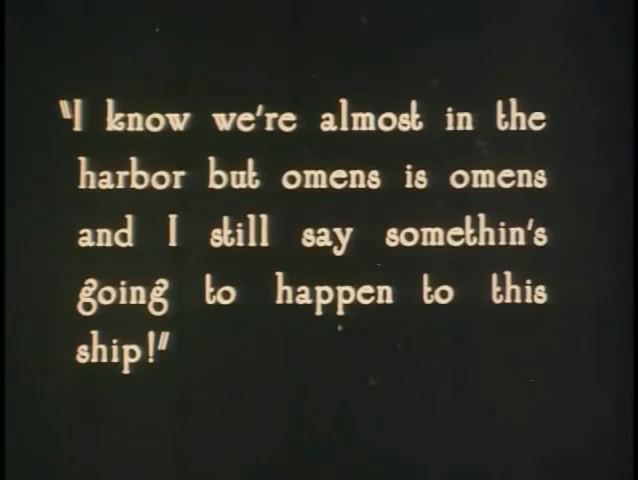 "I know we're almost in the
harbor but omens is omens
and I still say somethin's
going to happen to this
ship!"